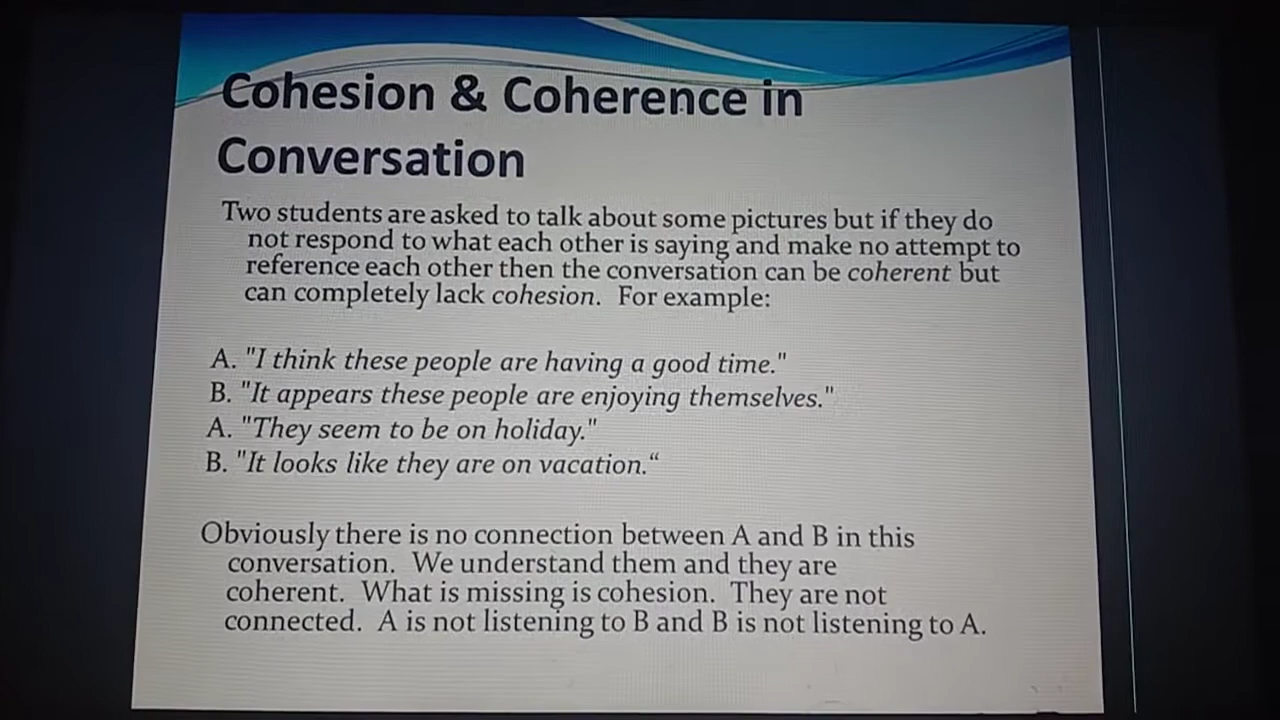 Cohesion & Coherence in
Conversation
Two students are asked to talk about some pictures but if they do
not respond to what each other is saying and make no attempt to
reference each other then the conversation can be coherent but
can completely lack cohesion. For example:
A. "I think these people are having a good time."
B. "It appears these people are enjoying themselves."
A. "They seem to be on holiday."
B. "It looks like they are on vacation.“
Obviously there is no connection between A and B in this
conversation. We understand them and they are
coherent. What is missing is cohesion. They are not
connected. A is not listening to B and B is not listening to A.